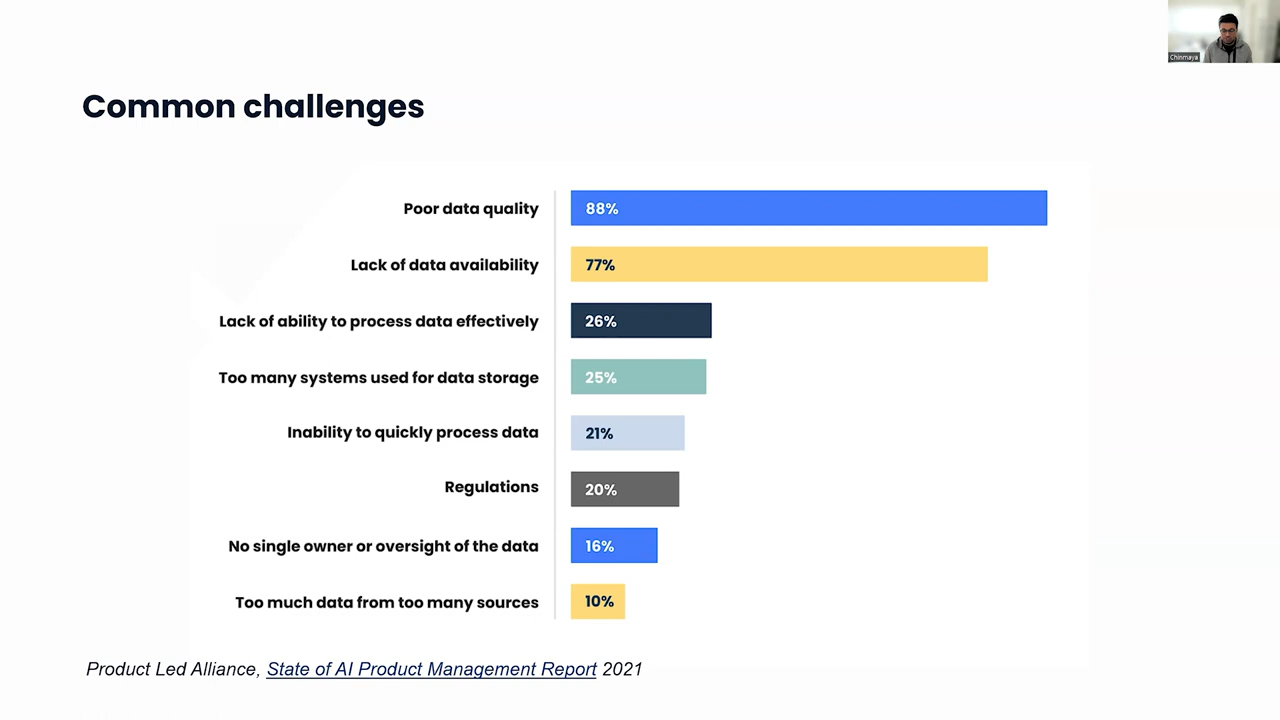 Chinmaya
Common challenges
Poor data quality 88%
Lack of data availability 77%
Lack of ability to process data effectively 26%
Too many systems used for data storage 25%
Inability to quickly process data 21%
Regulations 20%
No single owner or oversight of the data 16%
Too much data from too many sources 10%
Product Led Alliance, State of AI Product Management Report 2021